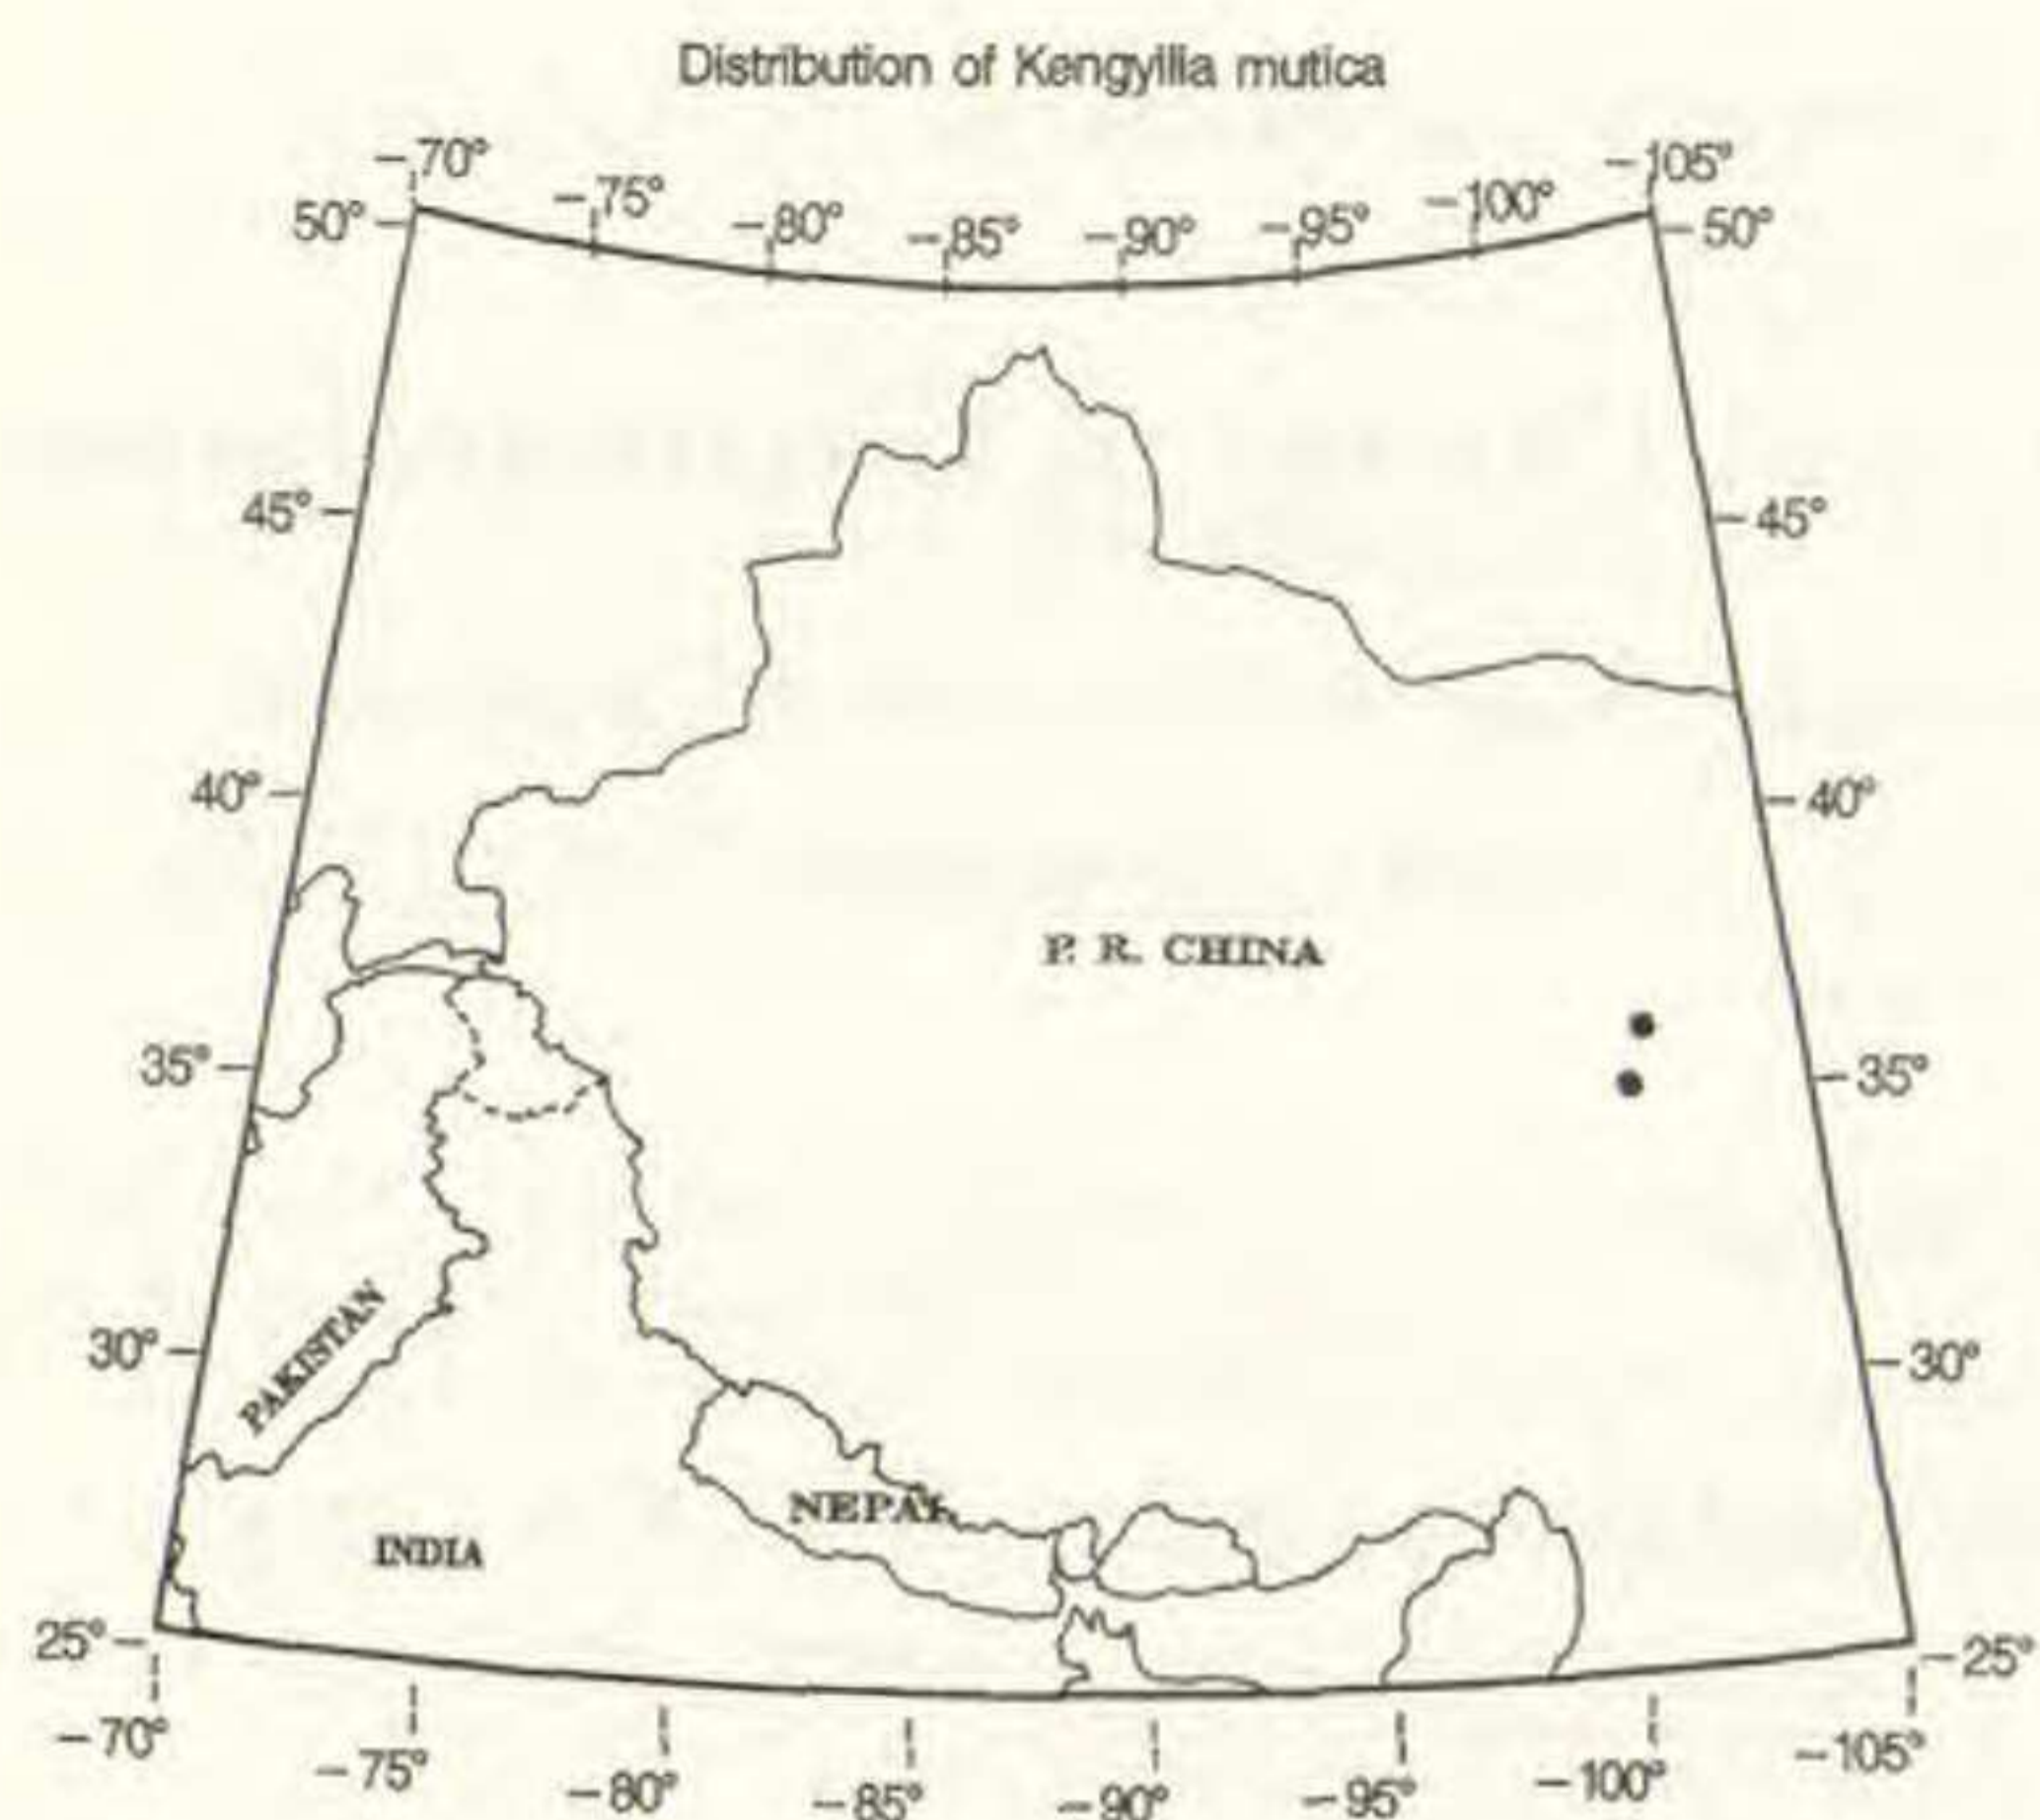 Distribution of Kengyilia mutica
-70° -105°
-75° -100°
50° -80° -85° -90° -95° 50°
45° 45°
40° 40°
P. R. CHINA
35° 35°
30° 30°
PAKISTAN
NEPAL
INDIA
25° 25°
-70° -75° -80° -85° -90° -95° -100° -105°